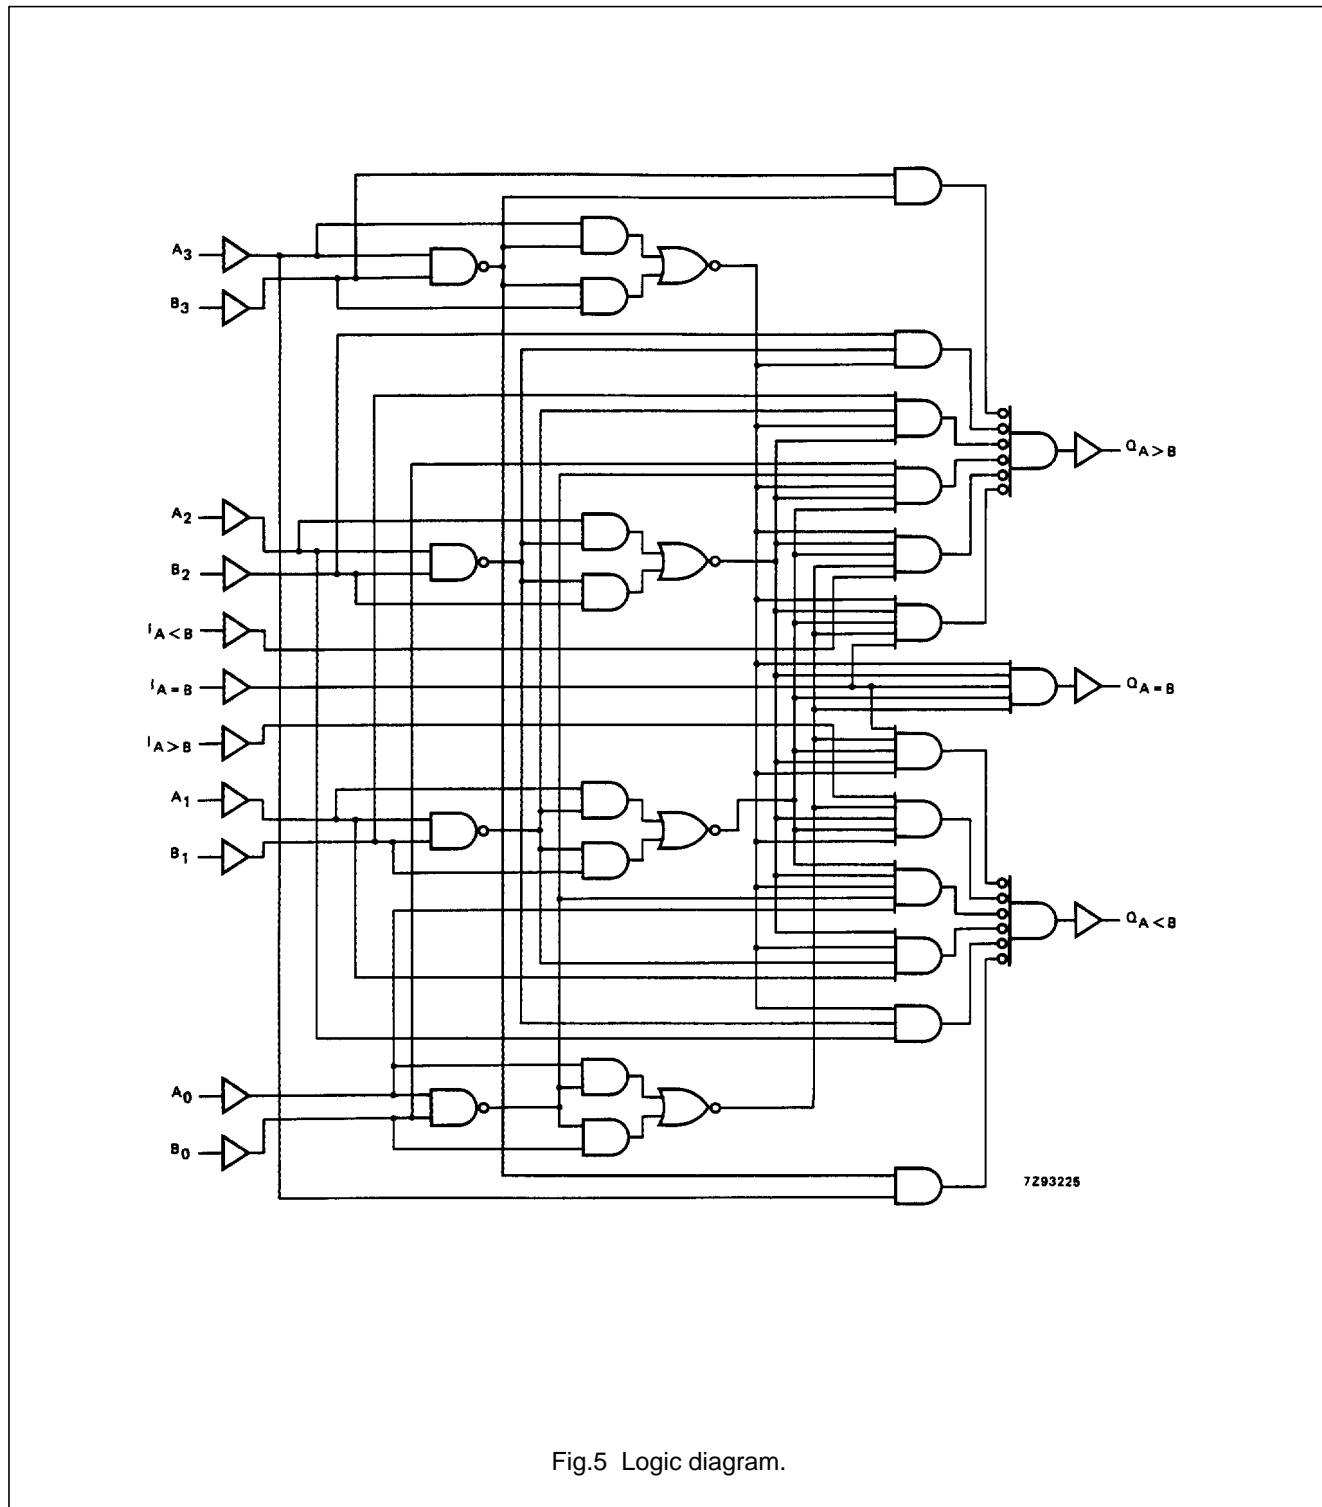 A3
B3
QA>B
A2
B2
IA<B
IA=B
QA=B
IA>B
A1
B1
QA<B
A0
B0
7Z93225
Fig.5 Logic diagram.